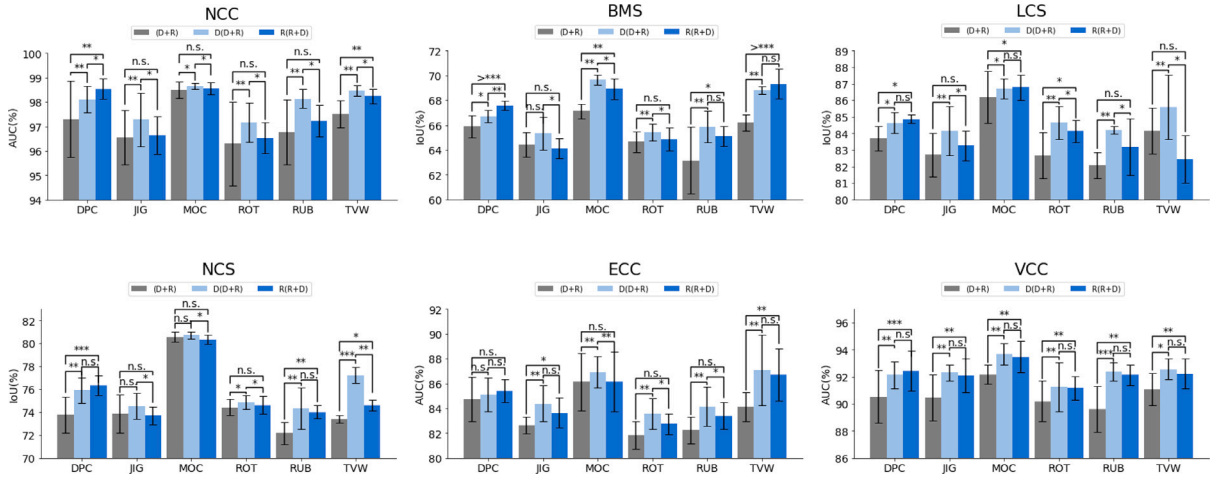 NCC
(D+R) D(D+R) R(R+D)
AUC(%)
100
99
98
97
96
95
94
** ** * n.s. ** * n.s. * * n.s. ** * n.s. ** * ** ** *
DPC JIG MOC ROT RUB TVW
BMS
(D+R) D(D+R) R(R+D)
IoU(%)
72
70
68
66
64
62
60
>*** * ** n.s. n.s. * ** ** * n.s. n.s. * * ** n.s. >*** ** n.s.
DPC JIG MOC ROT RUB TVW
LCS
(D+R) D(D+R) R(R+D)
IoU(%)
89
88
87
86
85
84
83
82
81
80
* * n.s. n.s. ** * * * n.s. * ** * n.s. ** * n.s. ** *
DPC JIG MOC ROT RUB TVW
NCS
(D+R) D(D+R) R(R+D)
IoU(%)
82
80
78
76
74
72
70
*** ** n.s. n.s. n.s. * n.s. n.s. * n.s. * * ** ** n.s. * *** **
DPC JIG MOC ROT RUB TVW
ECC
(D+R) D(D+R) R(R+D)
AUC(%)
92
90
88
86
84
82
80
n.s. n.s. n.s. * ** n.s. n.s. ** ** n.s. ** * n.s. ** * ** ** n.s.
DPC JIG MOC ROT RUB TVW
VCC
(D+R) D(D+R) R(R+D)
AUC(%)
96
94
92
90
88
86
*** ** n.s. ** ** n.s. ** ** n.s. ** ** n.s. ** *** n.s. ** * n.s.
DPC JIG MOC ROT RUB TVW